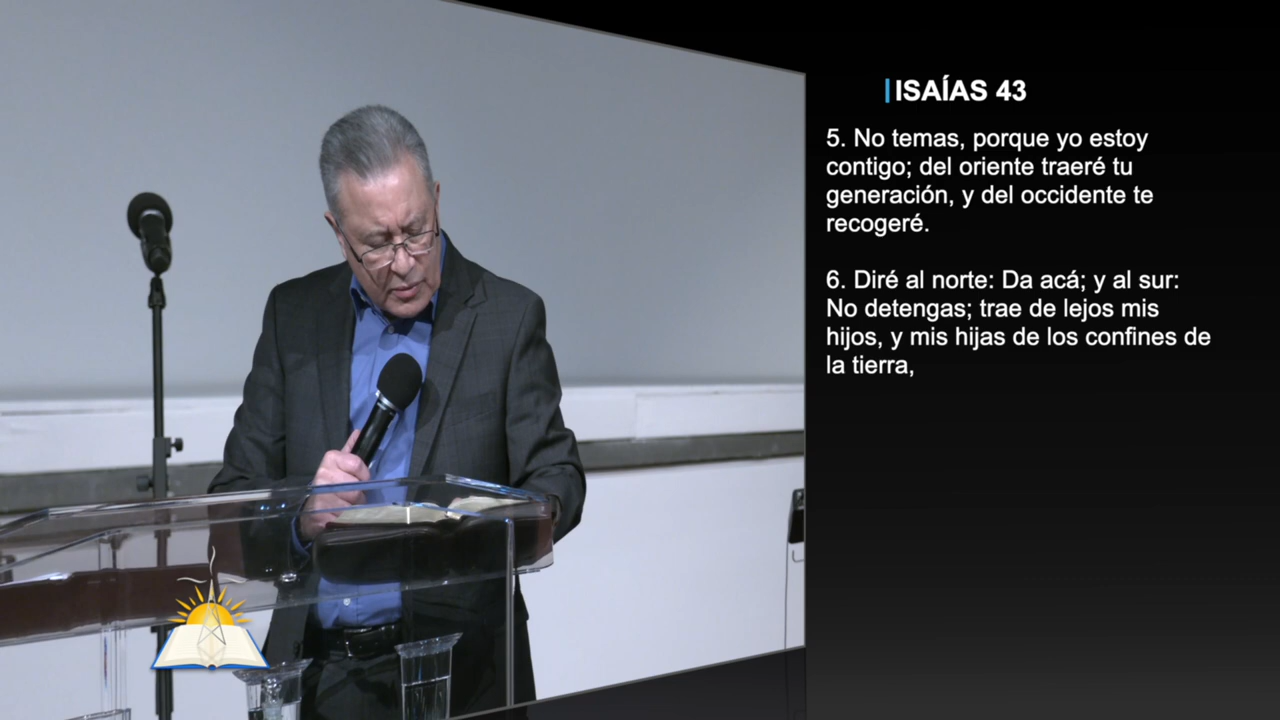 ISAÍAS 43
5. No temas, porque yo estoy
contigo; del oriente traeré tu
generación, y del occidente te
recogeré.
6. Diré al norte: Da acá; y al sur:
No detengas; trae de lejos mis
hijos, y mis hijas de los confines de
la tierra,